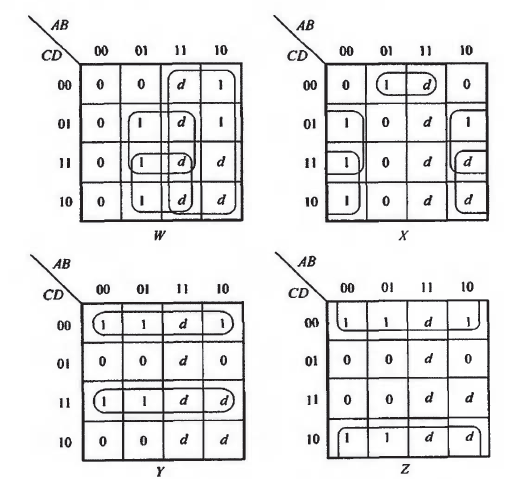 AB AB
CD 00 01 11 10 CD 00 01 11 10
00 0 0 d 1 00 0 1 d 0
01 0 1 d 1 01 1 0 d 1
11 0 1 d d 11 1 0 d d
10 0 1 d d 10 1 0 d d
W X
AB AB
CD 00 01 11 10 CD 00 01 11 10
00 1 1 d 1 00 1 1 d 1
01 0 0 d 0 01 0 0 d 0
11 1 1 d d 11 0 0 d d
10 0 0 d d 10 1 1 d d
Y Z